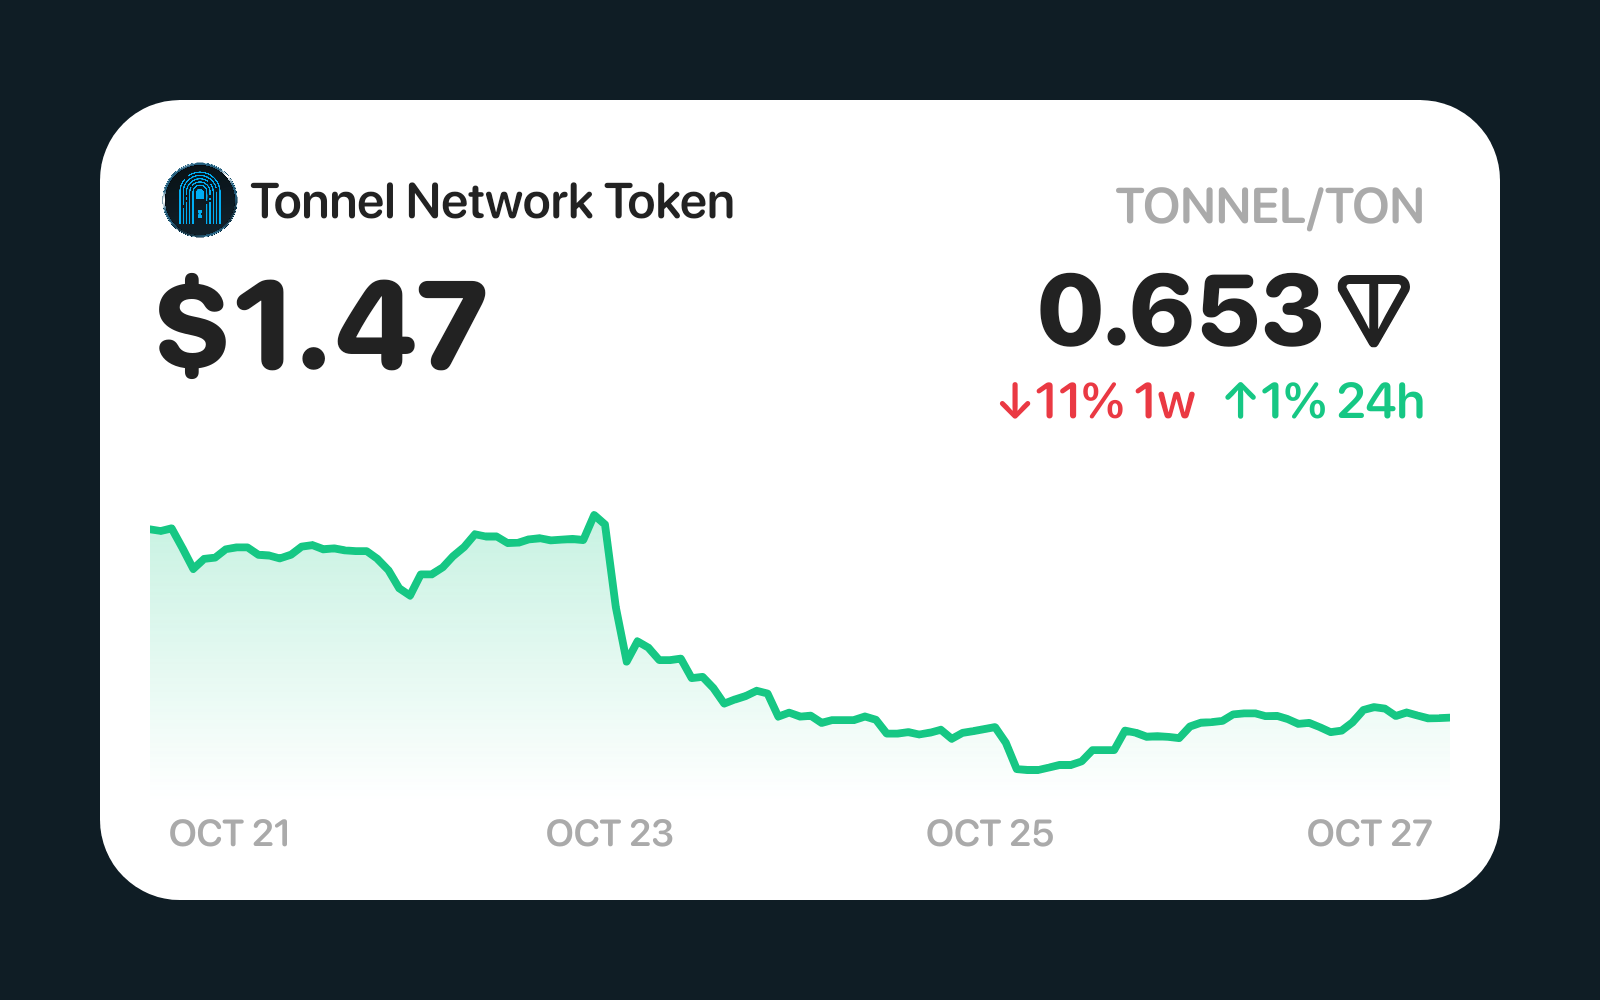 Tonnel Network Token
TONNEL/TON
$1.47
0.653
↓11% 1w ↑1% 24h
OCT 21 OCT 23 OCT 25 OCT 27